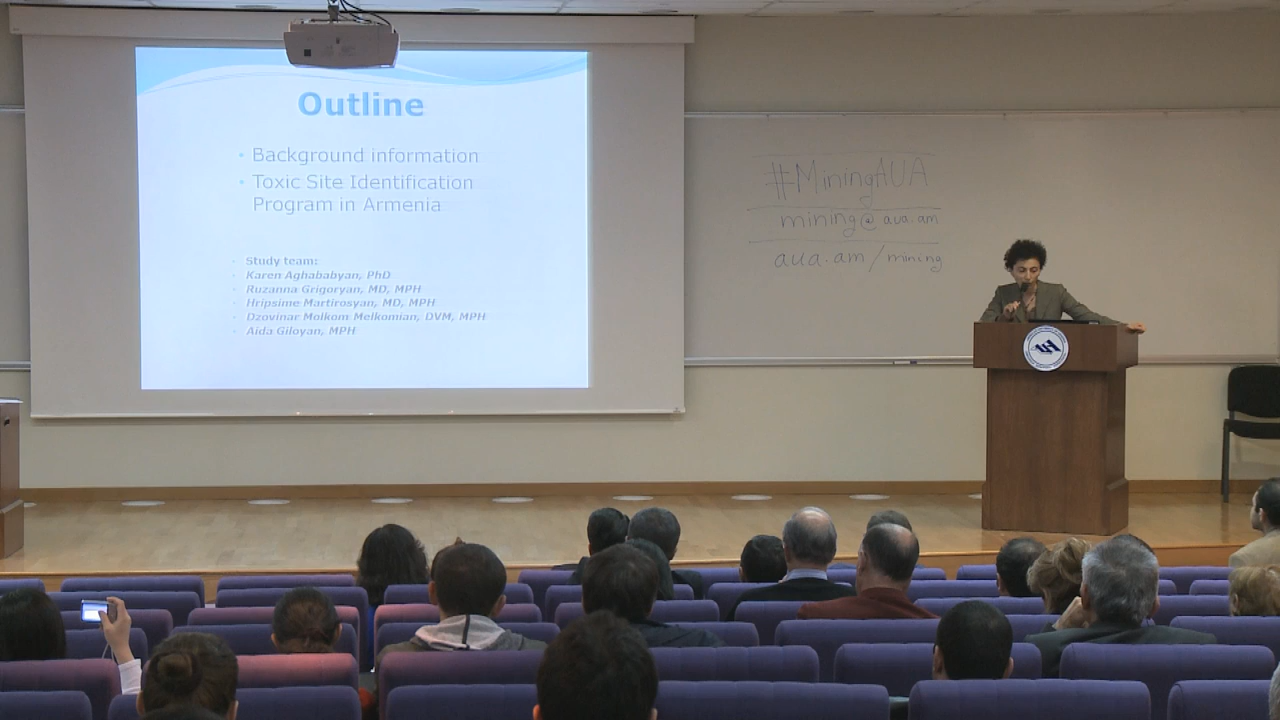 Outline
• Background information
• Toxic Site Identification
Program in Armenia
Study team:
Karen Aghababyan, PhD
Ruzanna Grigoryan, MD, MPH
Hripsime Martirosyan, MD, MPH
Dzovinar Molkom Melkomian, DVM, MPH
Aida Giloyan, MPH
#MiningAUA
mining@aua.am
aua.am/mining